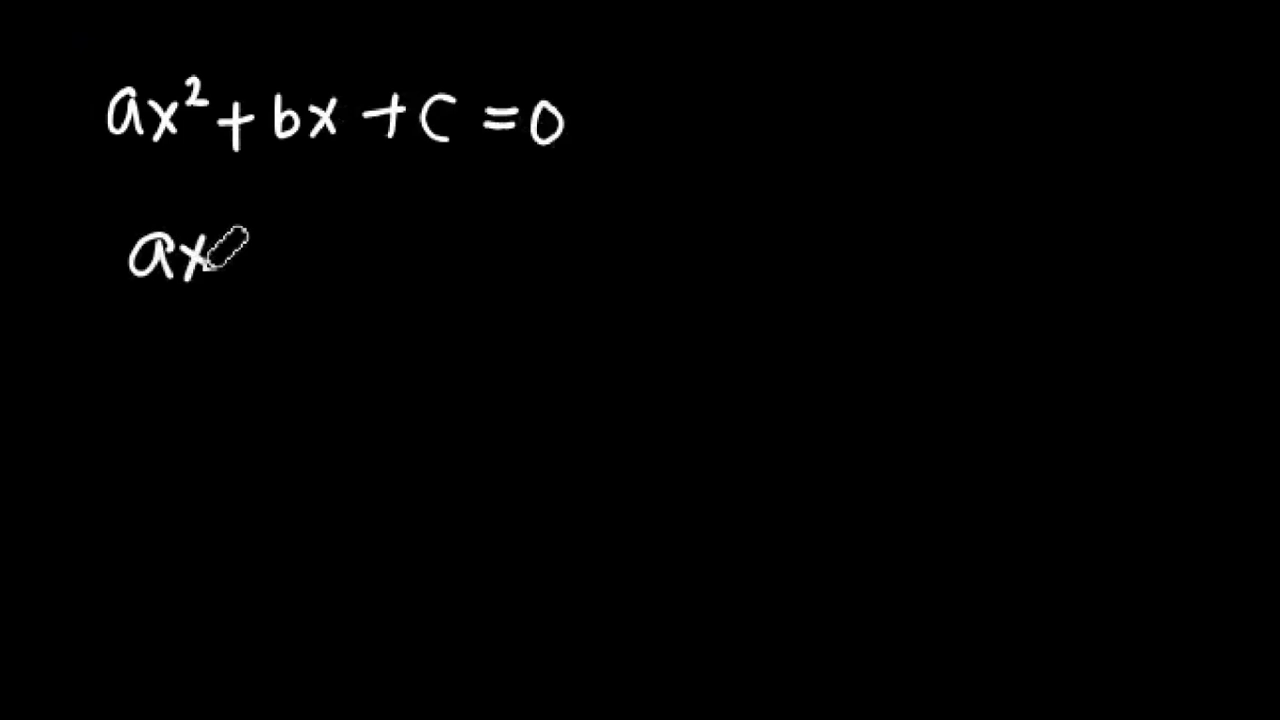 ax² + bx + c = 0
ax